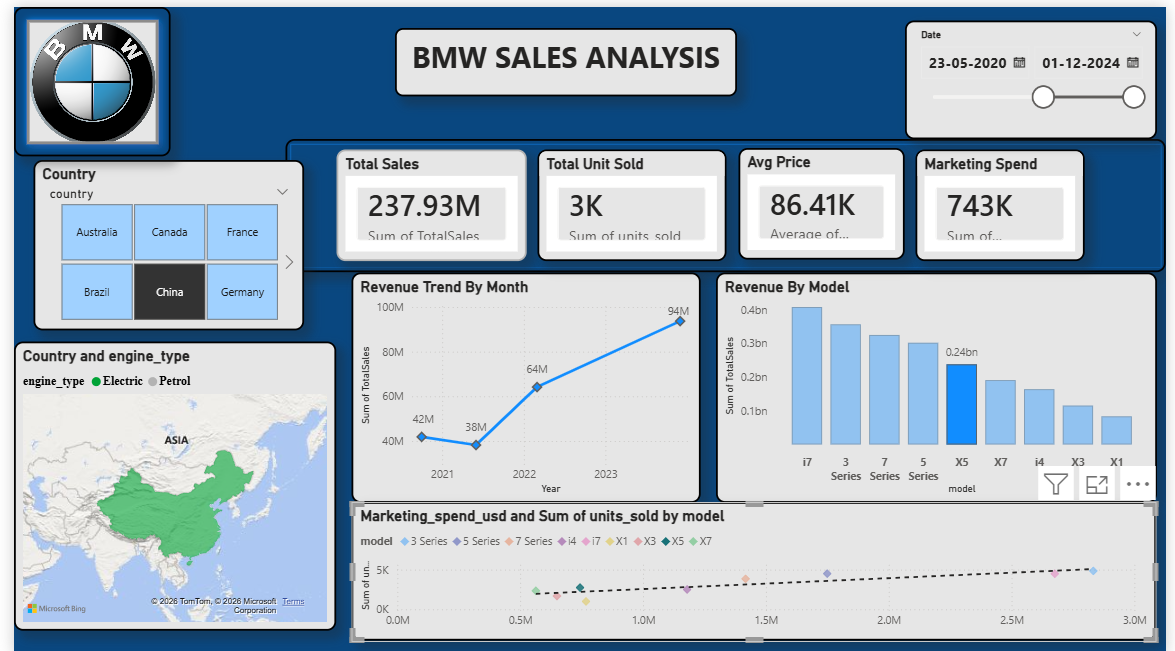 B M W
BMW SALES ANALYSIS
Date
23-05-2020 01-12-2024
Country
country
Australia Canada France
Brazil China Germany
Total Sales
237.93M
Sum of TotalSales
Total Unit Sold
3K
Sum of units_sold
Avg Price
86.41K
Average of...
Marketing Spend
743K
Sum of...
Country and engine_type
engine_type Electric Petrol
ASIA
Microsoft Bing
© 2026 TomTom, © 2026 Microsoft Corporation Terms
Revenue Trend By Month
Sum of TotalSales
100M
80M
60M
40M
42M
38M
64M
94M
2021 2022 2023
Year
Revenue By Model
Sum of TotalSales
0.4bn
0.3bn
0.2bn
0.1bn
0.24bn
i7 3 Series 7 Series 5 Series X5 X7 i4 X3 X1
model
Marketing_spend_usd and Sum of units_sold by model
model 3 Series 5 Series 7 Series i4 i7 X1 X3 X5 X7
Sum of un...
5K
0K
0.0M 0.5M 1.0M 1.5M 2.0M 2.5M 3.0M